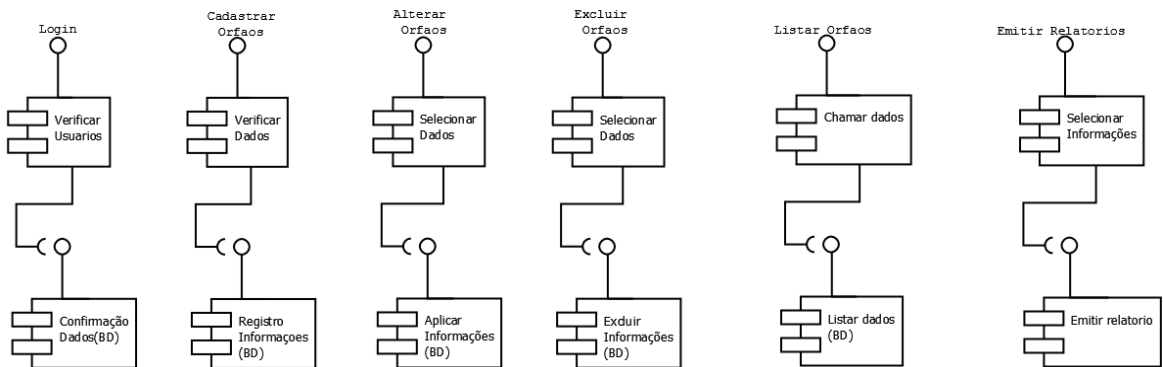 Login
Cadastrar
Orfaos
Alterar
Orfaos
Excluir
Orfaos
Listar Orfaos
Emitir Relatorios
Verificar
Usuarios
Verificar
Dados
Selecionar
Dados
Selecionar
Dados
Chamar dados
Selecionar
Informações
Confirmação
Dados(BD)
Registro
Informaçoes
(BD)
Aplicar
Informações
(BD)
Excluir
Informações
(BD)
Listar dados
(BD)
Emitir relatorio